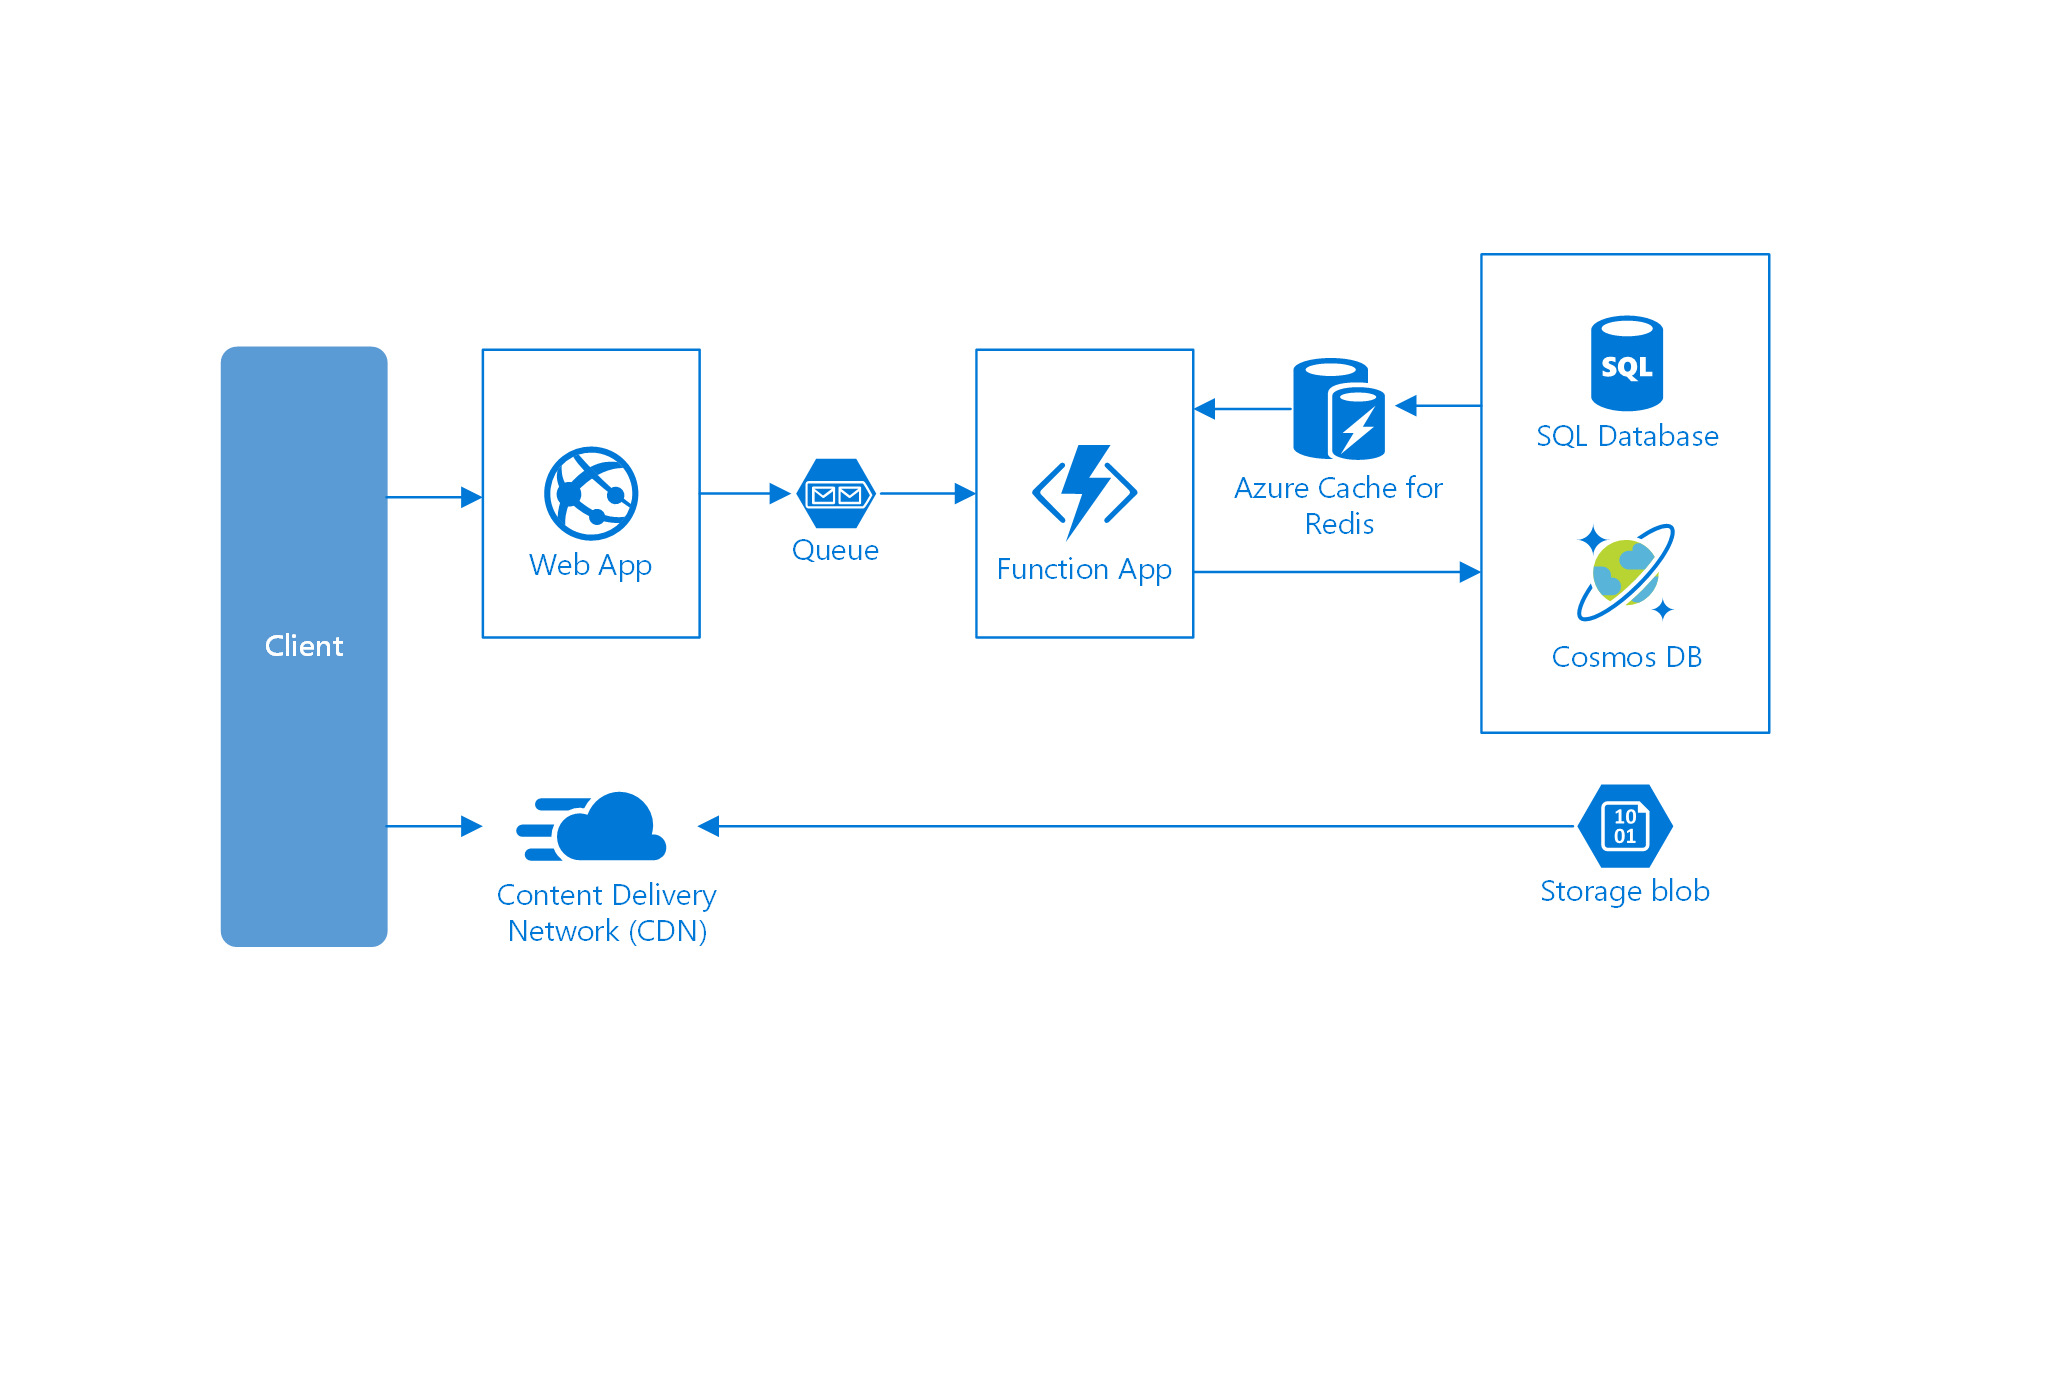 Client
Web App
Queue
Function App
Azure Cache for
Redis
SQL
SQL Database
Cosmos DB
Content Delivery
Network (CDN)
10
01
Storage blob